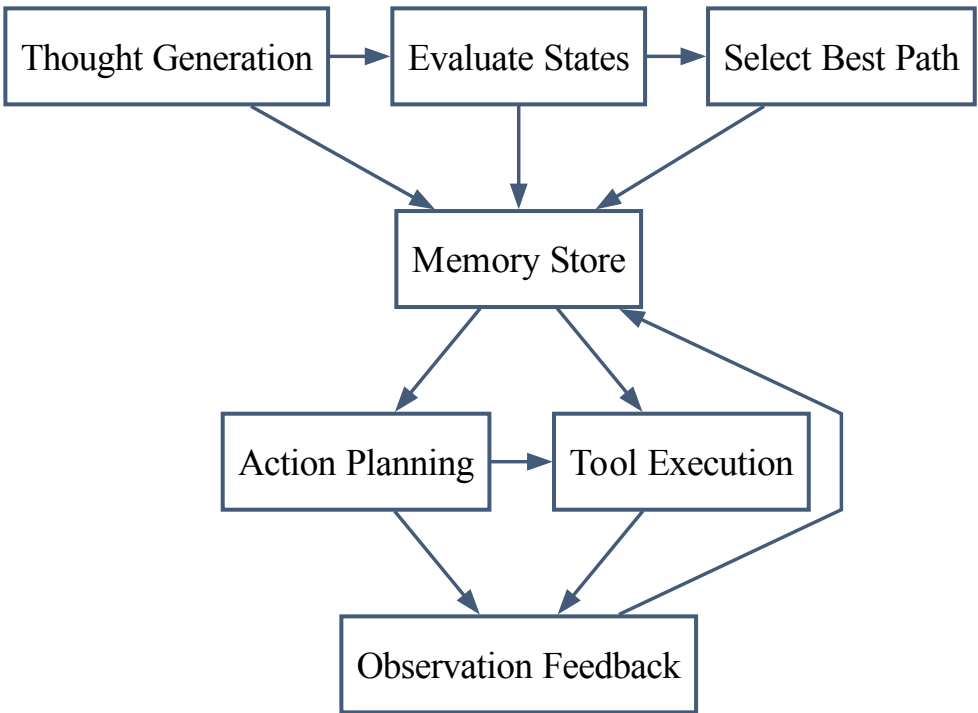 Thought Generation
Evaluate States
Select Best Path
Memory Store
Action Planning
Tool Execution
Observation Feedback